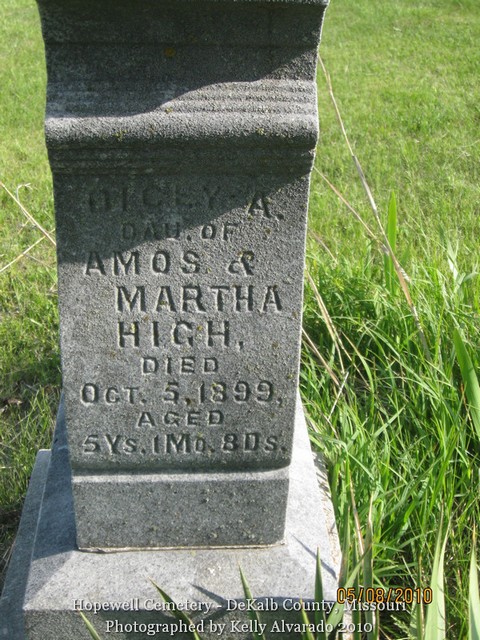 DICEY A.
DAU. OF
AMOS &
MARTHA
HIGH.
DIED
OCT. 5, 1899,
AGED
5YS. 1MO. 8DS.
05/08/2010
Hopewell Cemetery - DeKalb County, Missouri
Photographed by Kelly Alvarado 2010